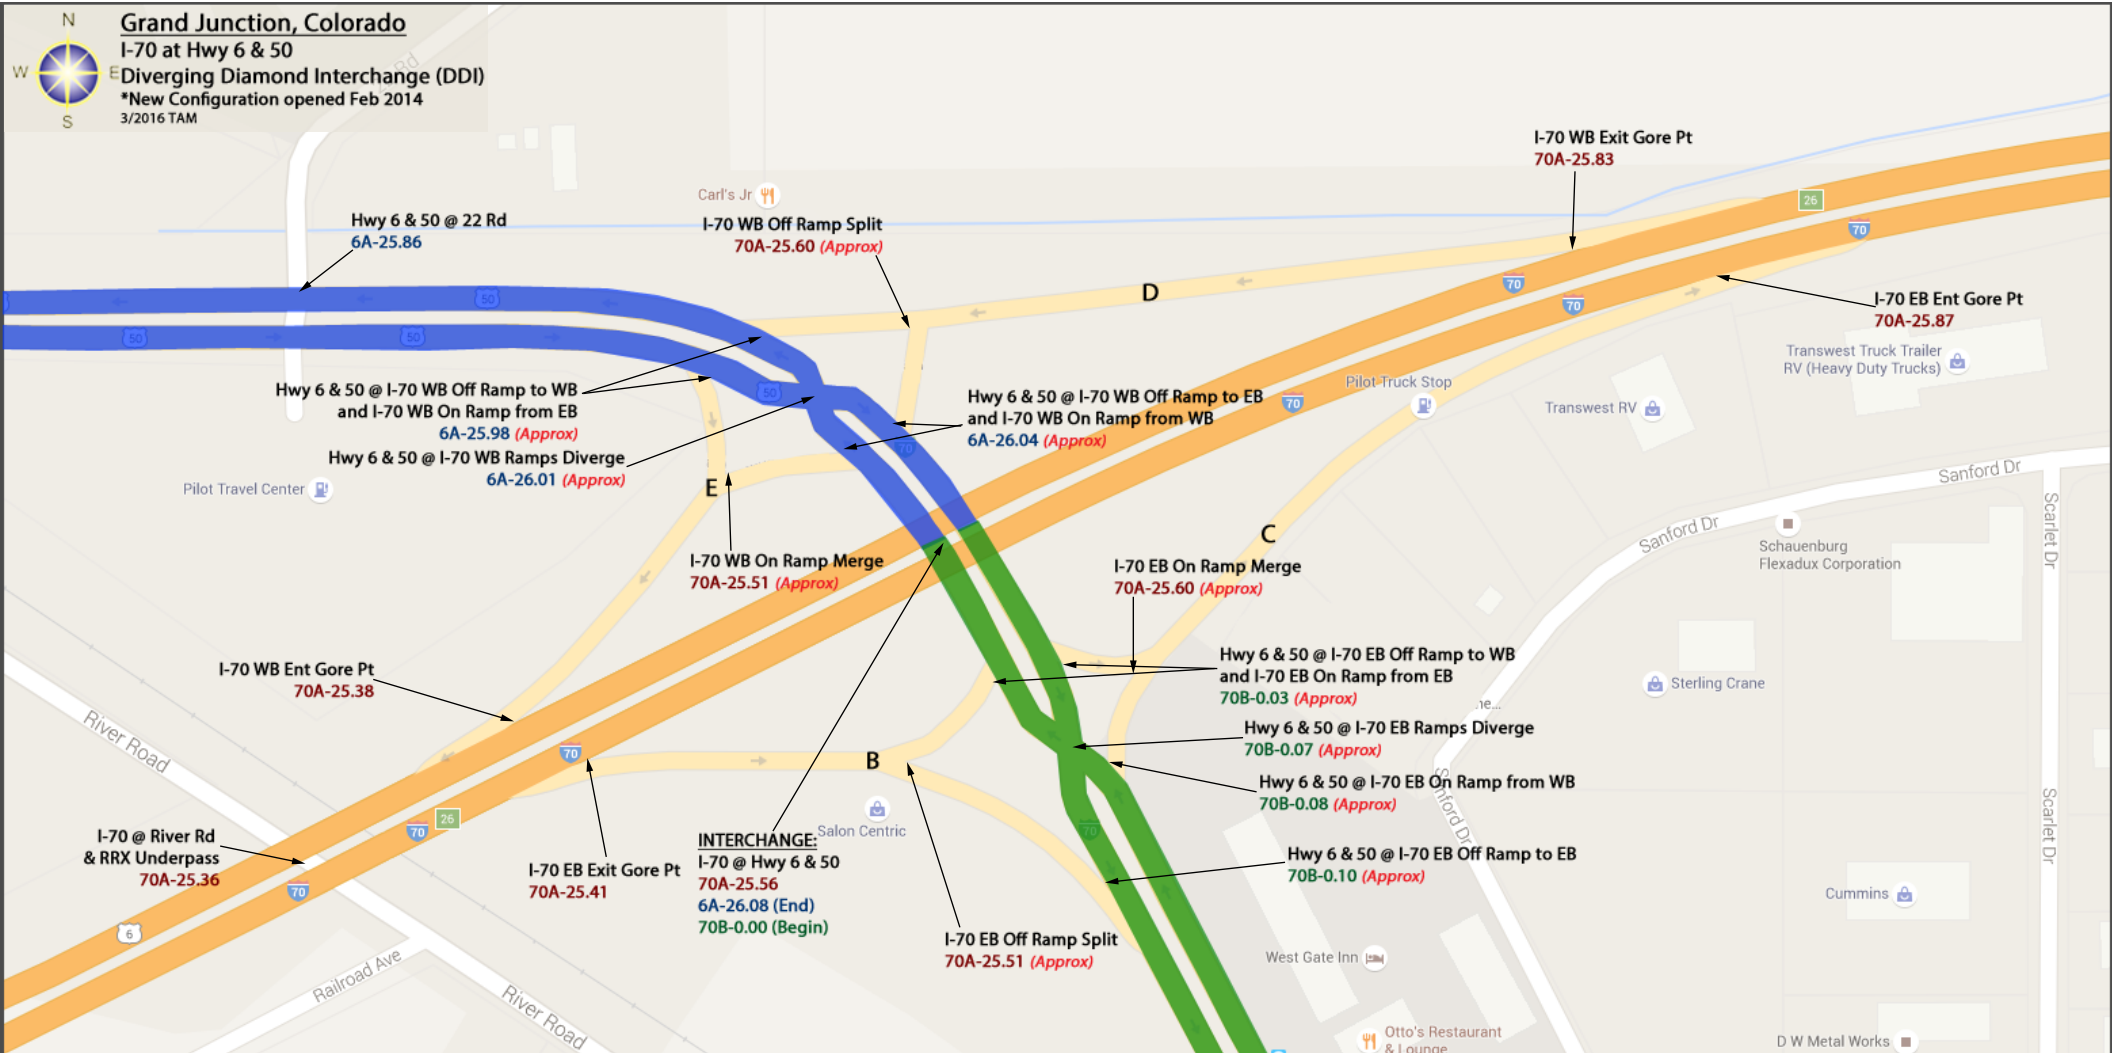 N
W
E
S
Grand Junction, Colorado
I-70 at Hwy 6 & 50
Diverging Diamond Interchange (DDI)
*New Configuration opened Feb 2014
3/2016 TAM
Rd
I-70 WB Exit Gore Pt
70A-25.83
Carl's Jr
26
Hwy 6 & 50 @ 22 Rd
6A-25.86
I-70 WB Off Ramp Split
70A-25.60 (Approx)
70
D
70
70
50
50
50
I-70 EB Ent Gore Pt
70A-25.87
Transwest Truck Trailer
RV (Heavy Duty Trucks)
Pilot Truck Stop
Hwy 6 & 50 @ I-70 WB Off Ramp to WB
and I-70 WB On Ramp from EB
6A-25.98 (Approx)
50
Hwy 6 & 50 @ I-70 WB Off Ramp to EB
and I-70 WB On Ramp from WB
6A-26.04 (Approx)
70
Transwest RV
70
Hwy 6 & 50 @ I-70 WB Ramps Diverge
6A-26.01 (Approx)
Pilot Travel Center
E
Sanford Dr
Sanford Dr
Scarlet Dr
C
Schauenburg
Flexadux Corporation
I-70 WB On Ramp Merge
70A-25.51 (Approx)
I-70 EB On Ramp Merge
70A-25.60 (Approx)
I-70 WB Ent Gore Pt
70A-25.38
Hwy 6 & 50 @ I-70 EB Off Ramp to WB
and I-70 EB On Ramp from EB
70B-0.03 (Approx)
Sterling Crane
River Road
Hwy 6 & 50 @ I-70 EB Ramps Diverge
70B-0.07 (Approx)
70
B
Hwy 6 & 50 @ I-70 EB On Ramp from WB
70B-0.08 (Approx)
Sanford Dr
Scarlet Dr
26
70
Salon Centric
70
I-70 @ River Rd
& RRX Underpass
70A-25.36
70
I-70 EB Exit Gore Pt
70A-25.41
INTERCHANGE:
I-70 @ Hwy 6 & 50
70A-25.56
6A-26.08 (End)
70B-0.00 (Begin)
Hwy 6 & 50 @ I-70 EB Off Ramp to EB
70B-0.10 (Approx)
Cummins
6
I-70 EB Off Ramp Split
70A-25.51 (Approx)
West Gate Inn
Railroad Ave
River Road
Otto's Restaurant
& Lounge
D W Metal Works